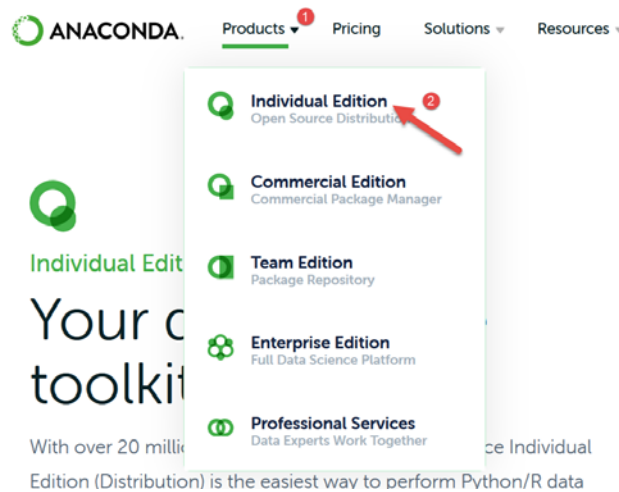 ANACONDA.
Products 1 Pricing Solutions Resources
Individual Edition 2
Open Source
Commercial Edition
Commercial Package Manager
Individual Edit
Team Edition
Package Repository
Your
Enterprise Edition
Full Data Science Platform
toolkit
Professional Services
Data Experts Work Together
With over 20 millic ce Individual
Edition (Distribution) is the easiest way to perform Python/R data